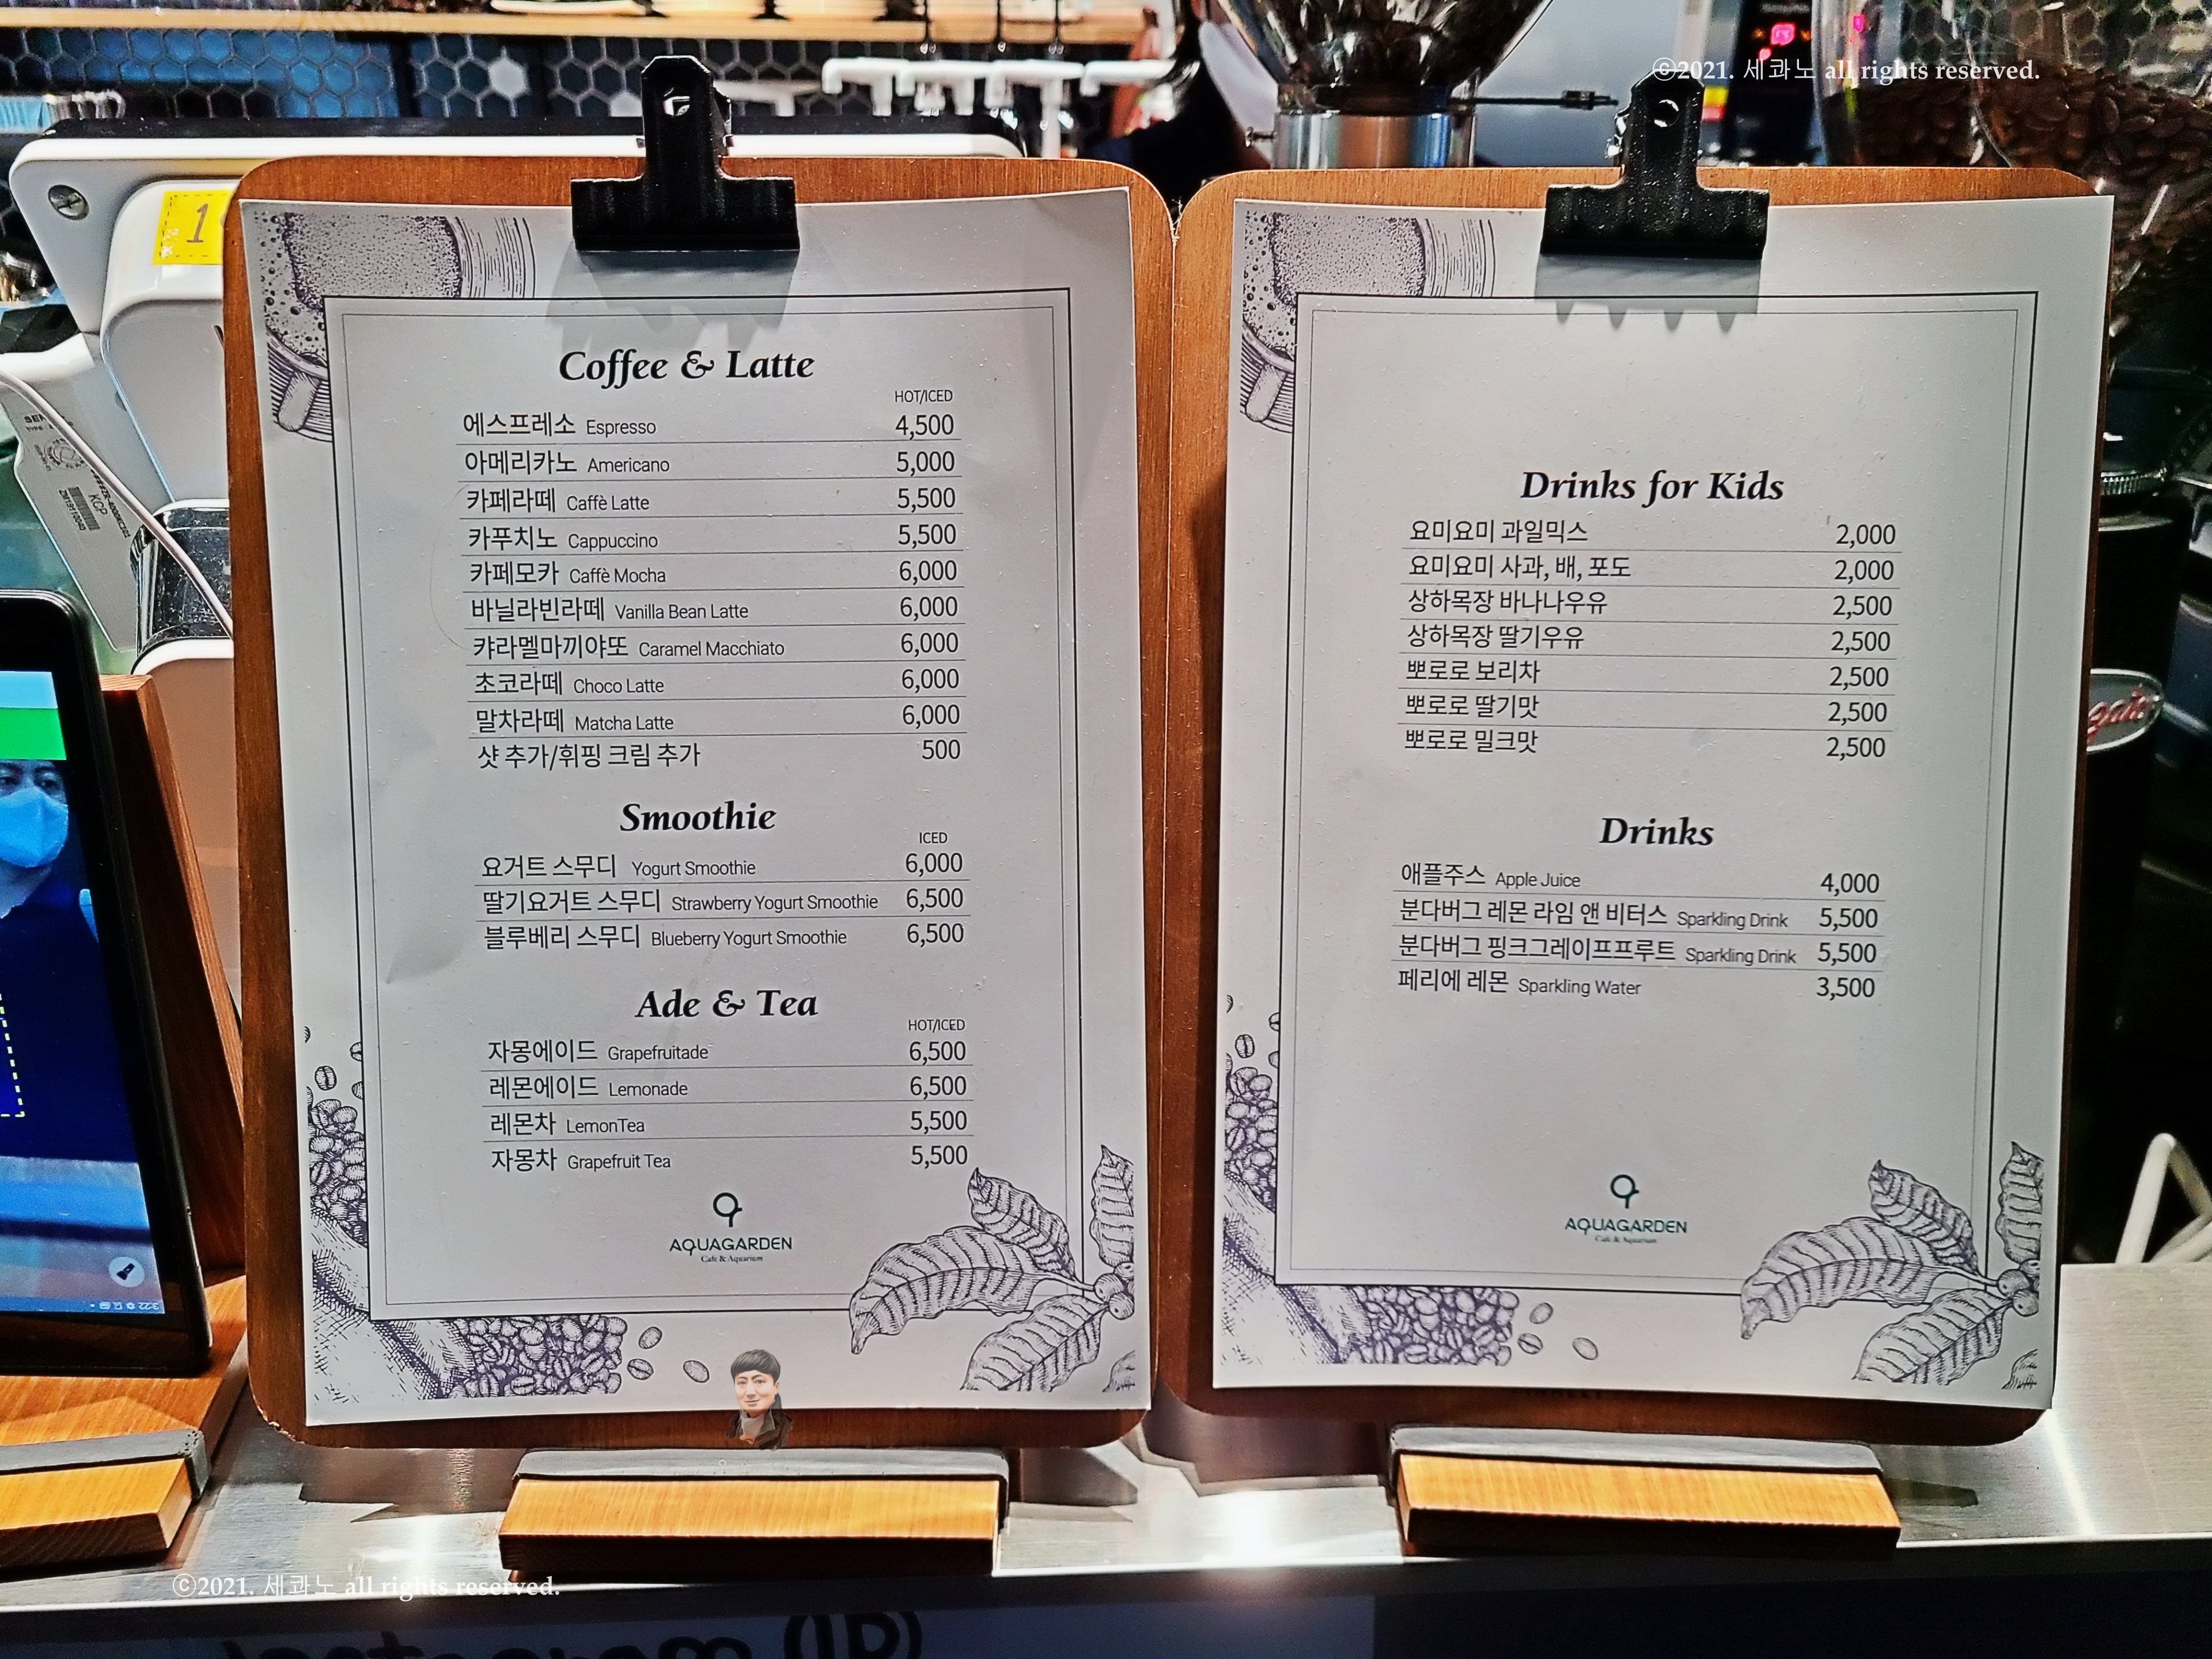 ©2021. 세콰노 all rights reserved.
1
KCP
Coffee & Latte
HOT/ICED
에스프레소 Espresso 4,500
아메리카노 Americano 5,000
카페라떼 Caffè Latte 5,500
카푸치노 Cappuccino 5,500
카페모카 Caffè Mocha 6,000
바닐라빈라떼 Vanilla Bean Latte 6,000
캬라멜마끼야또 Caramel Macchiato 6,000
초코라떼 Choco Latte 6,000
말차라떼 Matcha Latte 6,000
샷 추가/휘핑 크림 추가 500
Smoothie
ICED
요거트 스무디 Yogurt Smoothie 6,000
딸기요거트 스무디 Strawberry Yogurt Smoothie 6,500
블루베리 스무디 Blueberry Yogurt Smoothie 6,500
Ade & Tea
HOT/ICED
자몽에이드 Grapefruitade 6,500
레몬에이드 Lemonade 6,500
레몬차 LemonTea 5,500
자몽차 Grapefruit Tea 5,500
AQUAGARDEN
Cafe & Aquarium
Drinks for Kids
요미요미 과일믹스 2,000
요미요미 사과, 배, 포도 2,000
상하목장 바나나우유 2,500
상하목장 딸기우유 2,500
뽀로로 보리차 2,500
뽀로로 딸기맛 2,500
뽀로로 밀크맛 2,500
Drinks
애플주스 Apple Juice 4,000
분다버그 레몬 라임 앤 비터스 Sparkling Drink 5,500
분다버그 핑크그레이프프루트 Sparkling Drink 5,500
페리에 레몬 Sparkling Water 3,500
AQUAGARDEN
Cafe & Aquarium
3:22
©2021. 세콰노 all rights reserved.